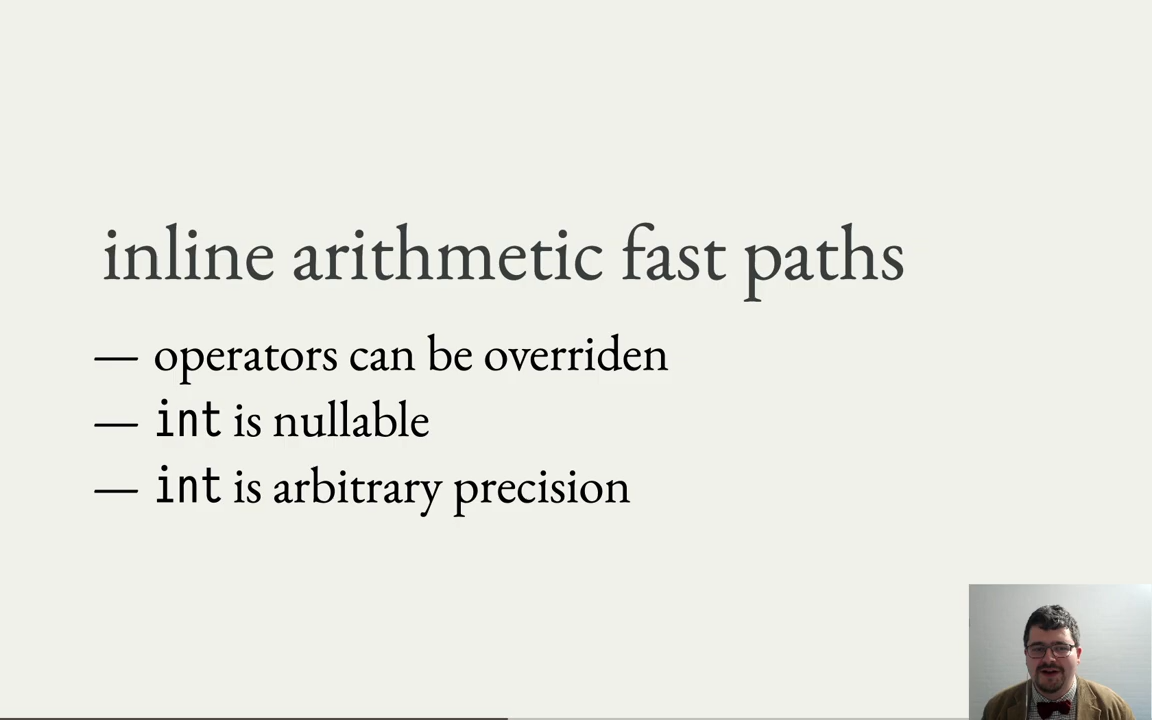 inline arithmetic fast paths
— operators can be overriden
— int is nullable
— int is arbitrary precision